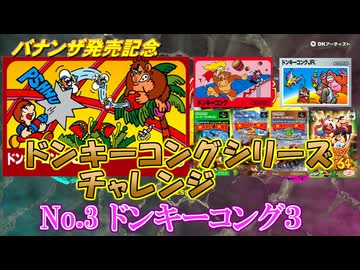 バナンザ発売記念
DKアーティスト
PSHHH
ドンキーコング
ドンキーコングJR.
ドン
ドンキーコングシリーズ
チャレンジ
No.3 ドンキーコング3